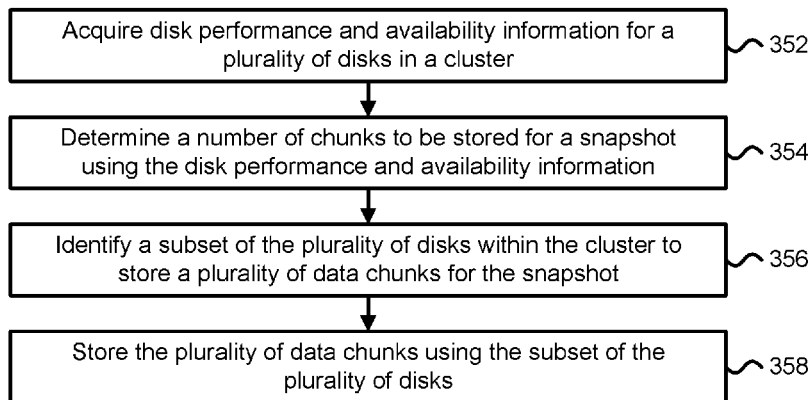 Acquire disk performance and availability information for a
plurality of disks in a cluster
352
Determine a number of chunks to be stored for a snapshot
using the disk performance and availability information
354
Identify a subset of the plurality of disks within the cluster to
store a plurality of data chunks for the snapshot
356
Store the plurality of data chunks using the subset of the
plurality of disks
358